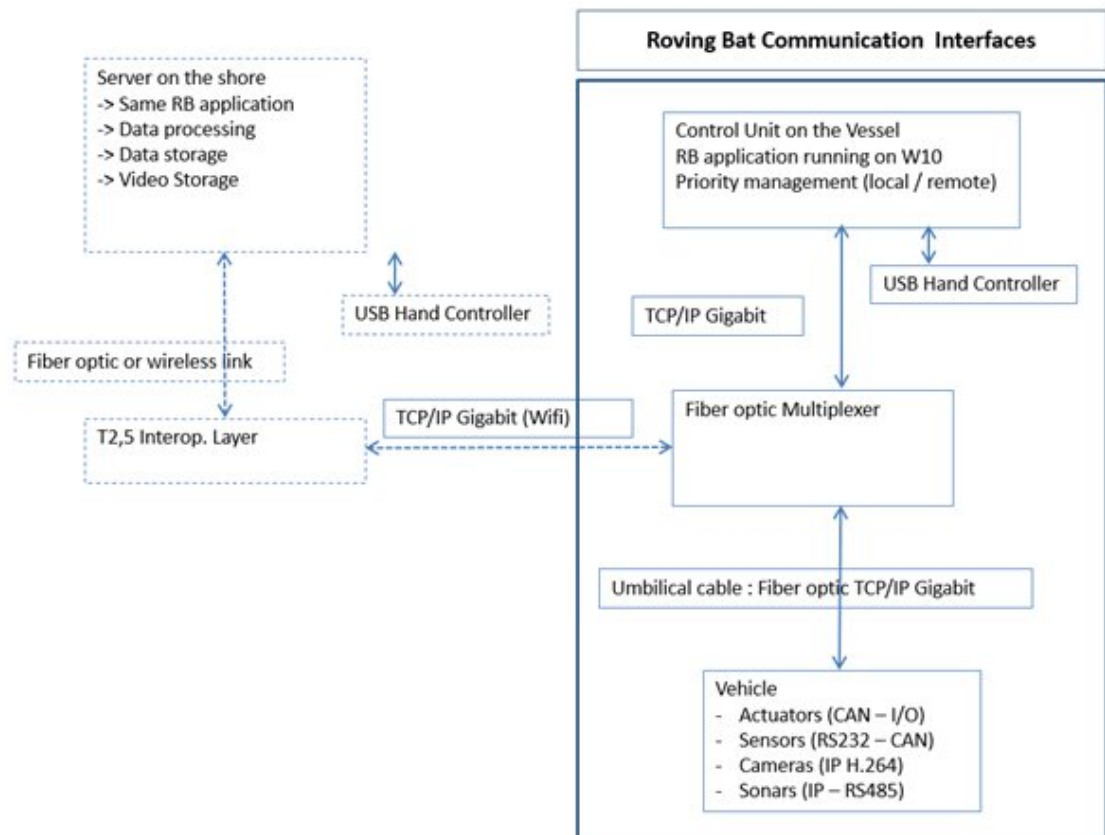 Roving Bat Communication  Interfaces
Server on the shore
-> Same RB application
-> Data processing
-> Data storage
-> Video Storage
USB Hand Controller
Fiber optic or wireless link
T2,5 Interop. Layer
TCP/IP Gigabit (Wifi)
Control Unit on the Vessel
RB application running on W10
Priority management (local / remote)
USB Hand Controller
TCP/IP Gigabit
Fiber optic Multiplexer
Umbilical cable : Fiber optic TCP/IP Gigabit
Vehicle
- Actuators (CAN – I/O)
- Sensors (RS232 – CAN)
- Cameras (IP H.264)
- Sonars (IP – RS485)